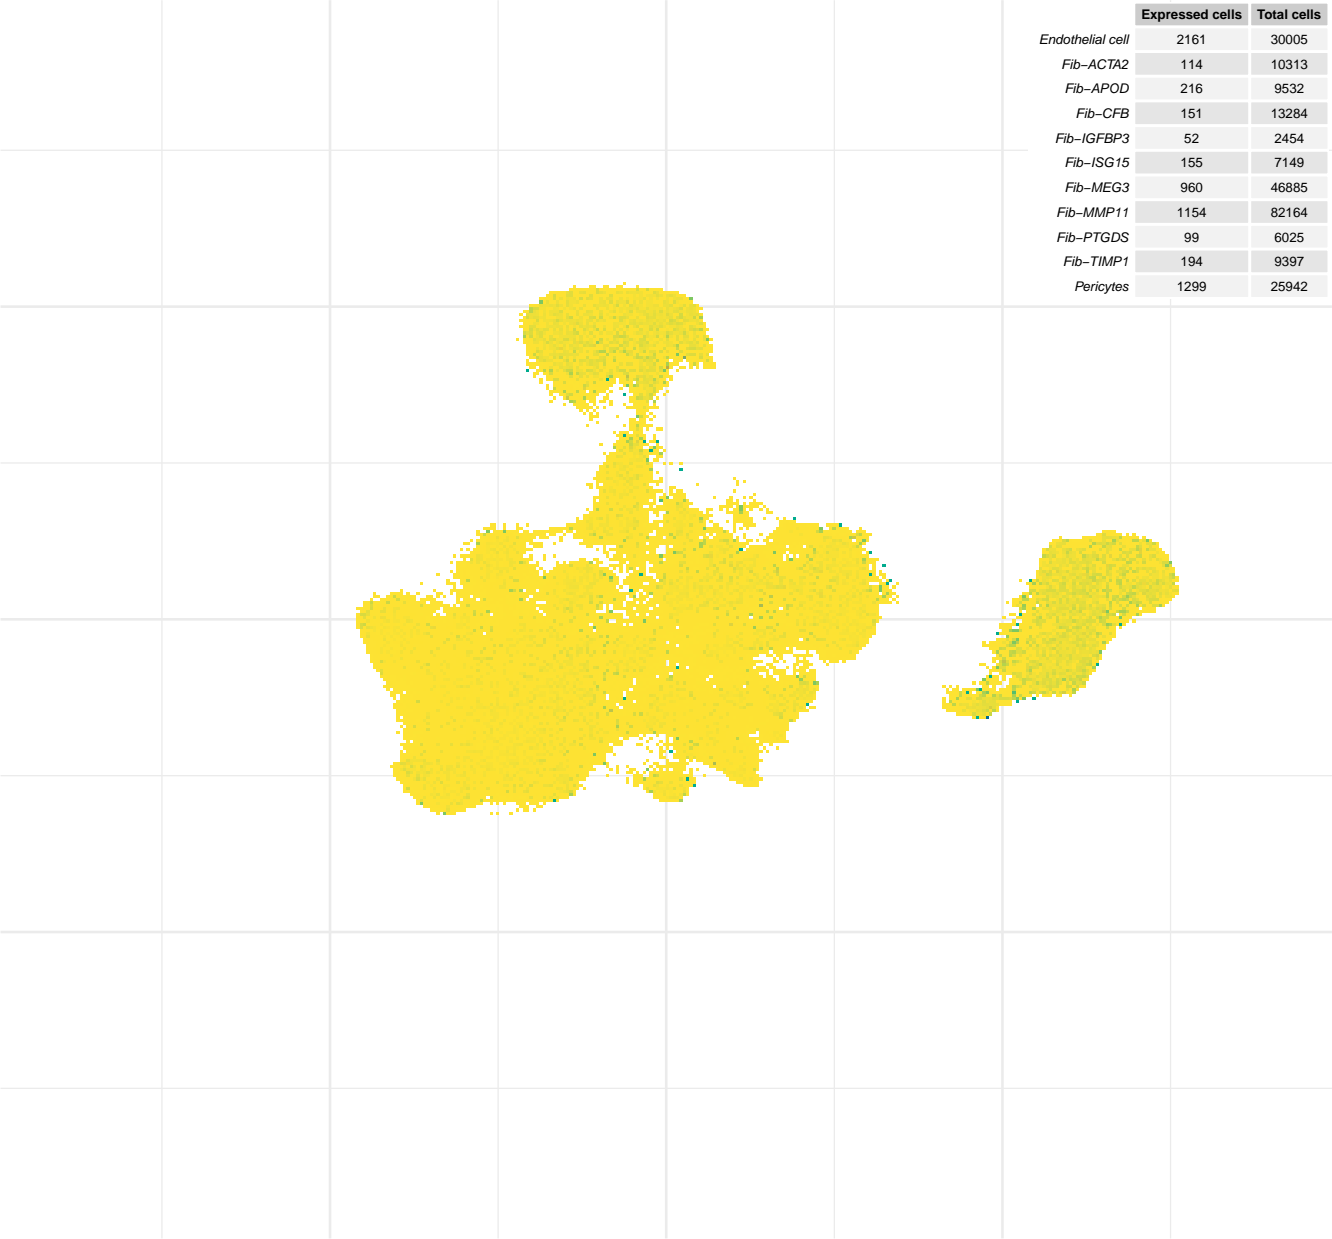 Expressed cells Total cells
Endothelial cell 2161 30005
Fib−ACTA2 114 10313
Fib−APOD 216 9532
Fib−CFB 151 13284
Fib−IGFBP3 52 2454
Fib−ISG15 155 7149
Fib−MEG3 960 46885
Fib−MMP11 1154 82164
Fib−PTGDS 99 6025
Fib−TIMP1 194 9397
Pericytes 1299 25942